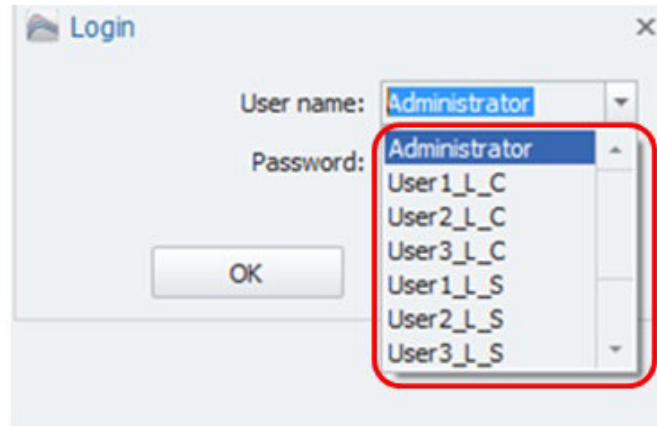 Login
User name: Administrator
Password:
Administrator
User1_L_C
User2_L_C
User3_L_C
User1_L_S
User2_L_S
User3_L_S
OK